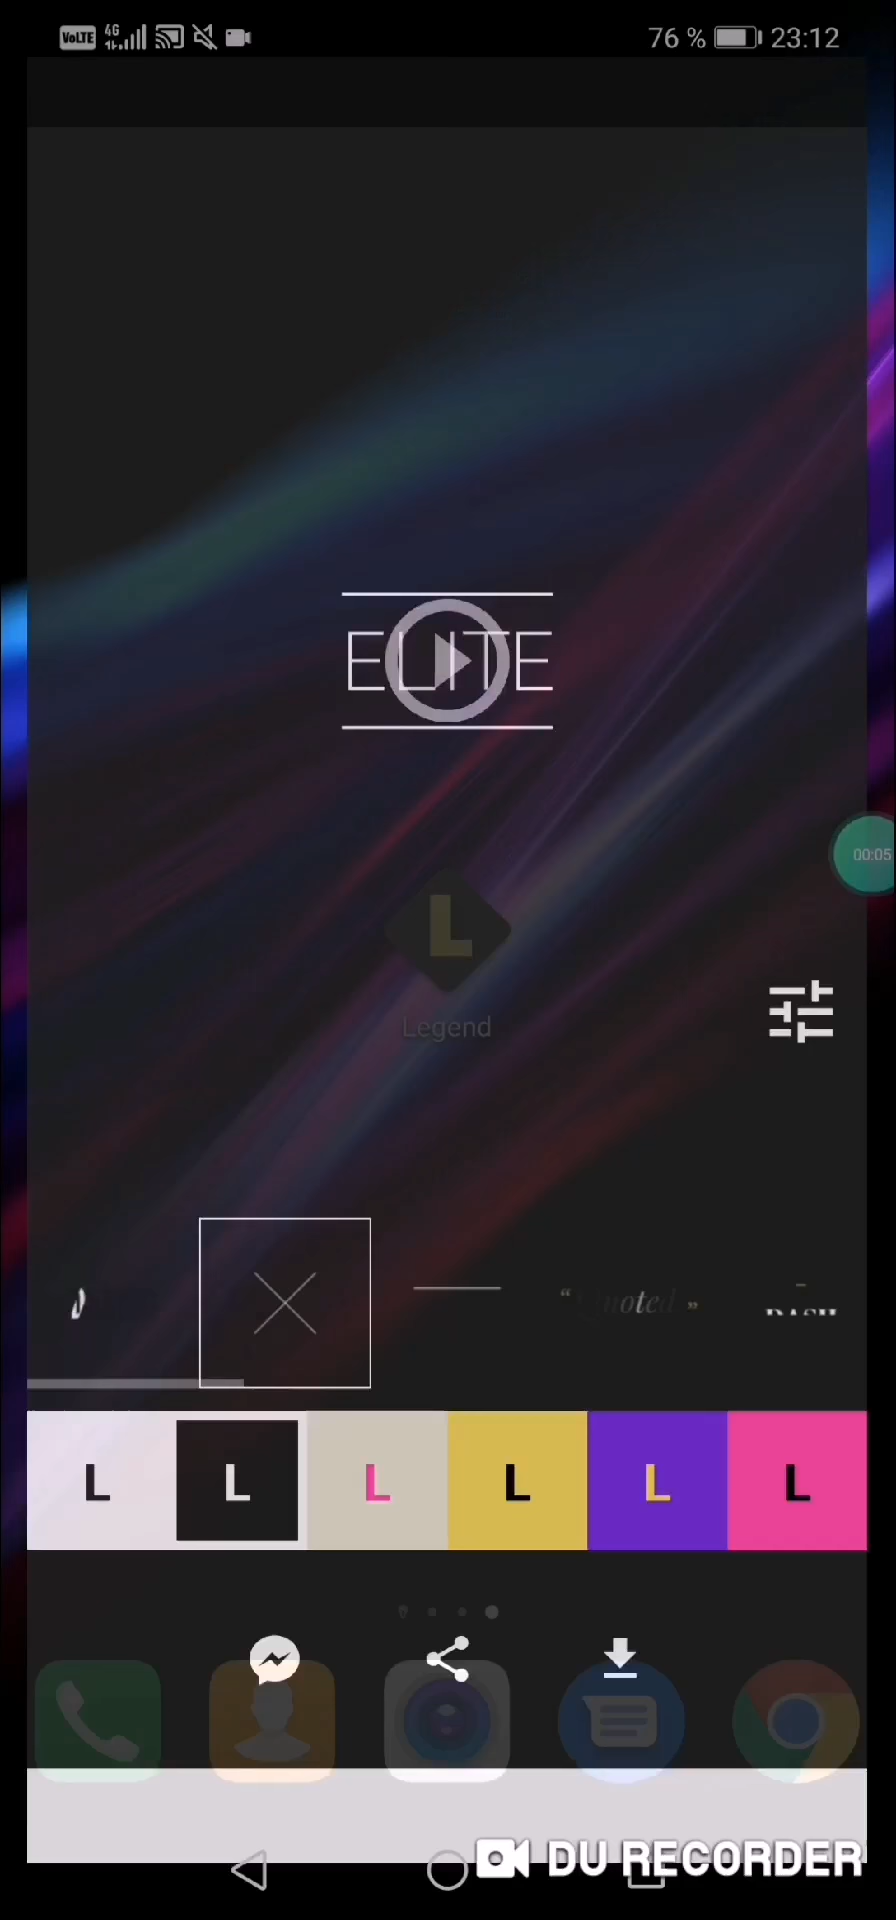 VoLTE 4G 76 % 23:12
ELITE
00:05
L
Legend
“ Quoted ”
DASH
L L L L L L
DU RECORDER